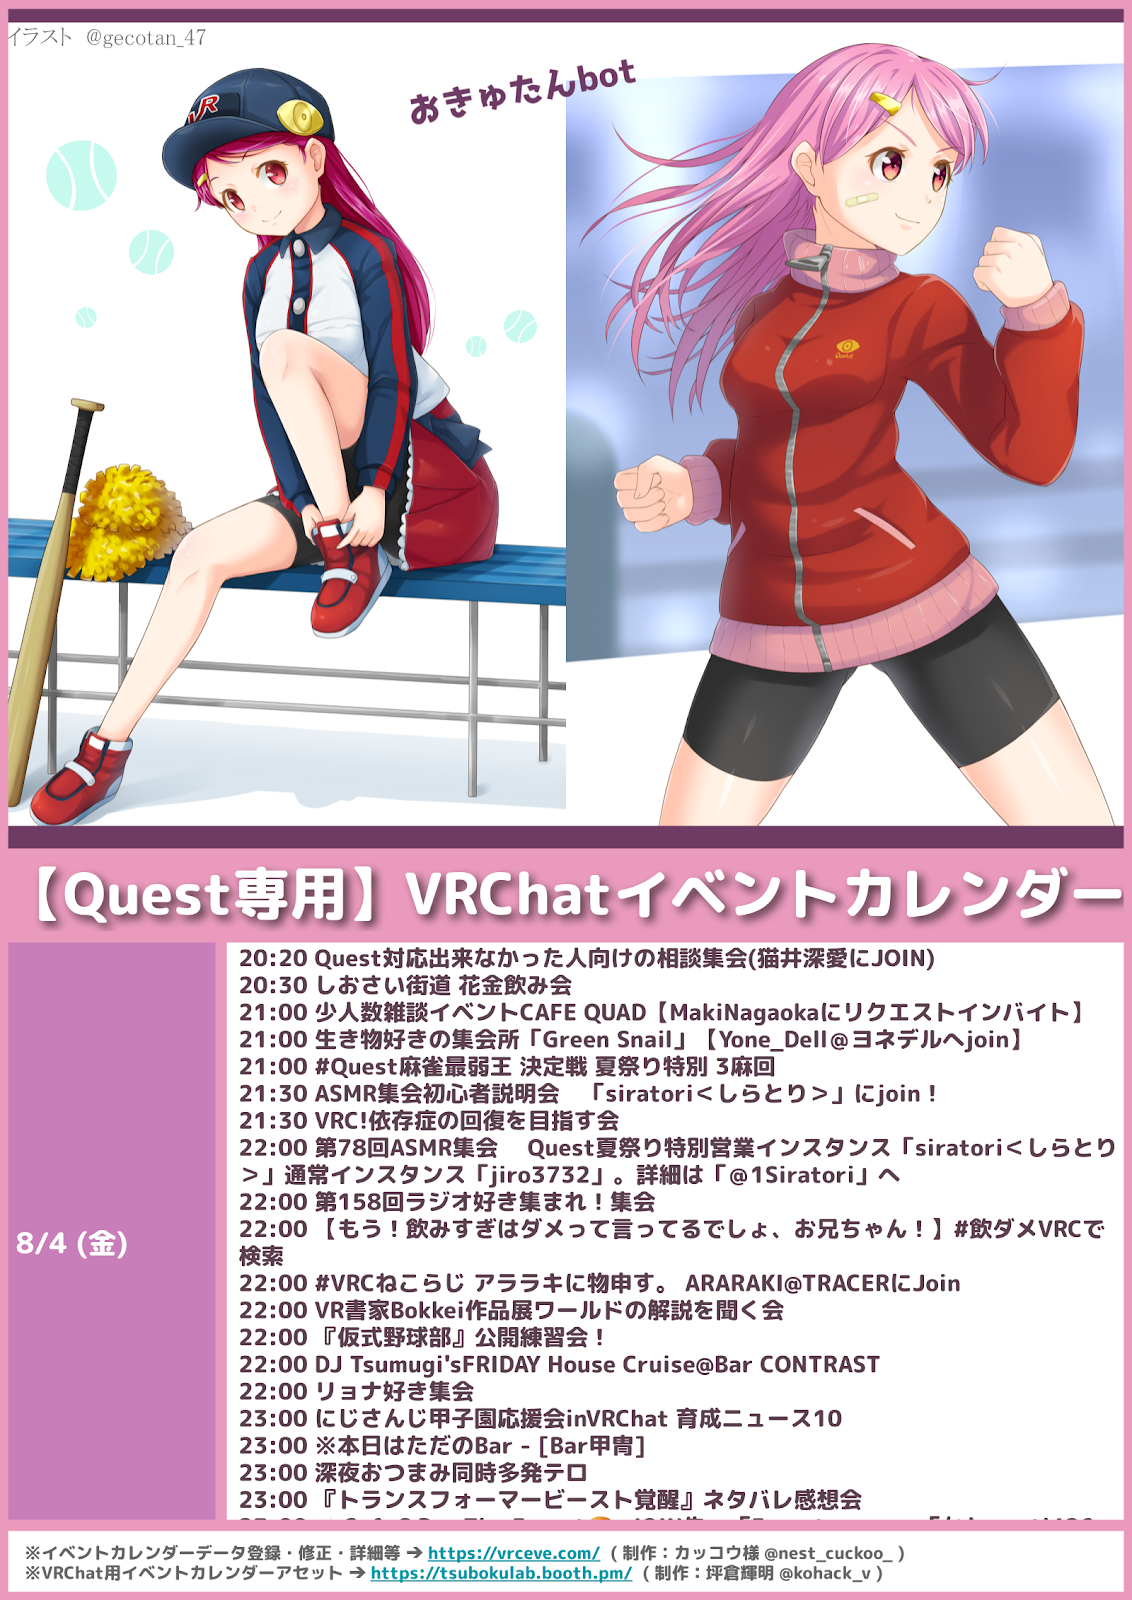 イラスト @gecotan_47
おきゅたんbot
VR
Quest
【Quest専用】VRChatイベントカレンダー
8/4 (金)
20:20 Quest対応出来なかった人向けの相談集会(猫井深愛にJOIN)
20:30 しおさい街道 花金飲み会
21:00 少人数雑談イベントCAFE QUAD【MakiNagaokaにリクエストインバイト】
21:00 生き物好きの集会所「Green Snail」【Yone_Dell＠ヨネデルへjoin】
21:00 #Quest麻雀最弱王 決定戦 夏祭り特別 3麻回
21:30 ASMR集会初心者説明会　「siratori＜しらとり＞」にjoin！
21:30 VRC!依存症の回復を目指す会
22:00 第78回ASMR集会　Quest夏祭り特別営業インスタンス「siratori＜しらとり
＞」通常インスタンス「jiro3732」。詳細は「＠1Siratori」へ
22:00 第158回ラジオ好き集まれ！集会
22:00 【もう！飲みすぎはダメって言ってるでしょ、お兄ちゃん！】#飲ダメVRCで
検索
22:00 #VRCねこらじ アララキに物申す。 ARARAKI@TRACERにJoin
22:00 VR書家Bokkei作品展ワールドの解説を聞く会
22:00 『仮式野球部』公開練習会！
22:00 DJ Tsumugi'sFRIDAY House Cruise@Bar CONTRAST
22:00 リョナ好き集会
23:00 にじさんじ甲子園応援会inVRChat 育成ニュース10
23:00 ※本日はただのBar - [Bar甲冑]
23:00 深夜おつまみ同時多発テロ
23:00 『トランスフォーマービースト覚醒』ネタバレ感想会
※イベントカレンダーデータ登録・修正・詳細等 ➔ https://vrceve.com/ ( 制作：カッコウ様 @nest_cuckoo_ )
※VRChat用イベントカレンダーアセット ➔ https://tsubokulab.booth.pm/ ( 制作：坪倉輝明 @kohack_v )